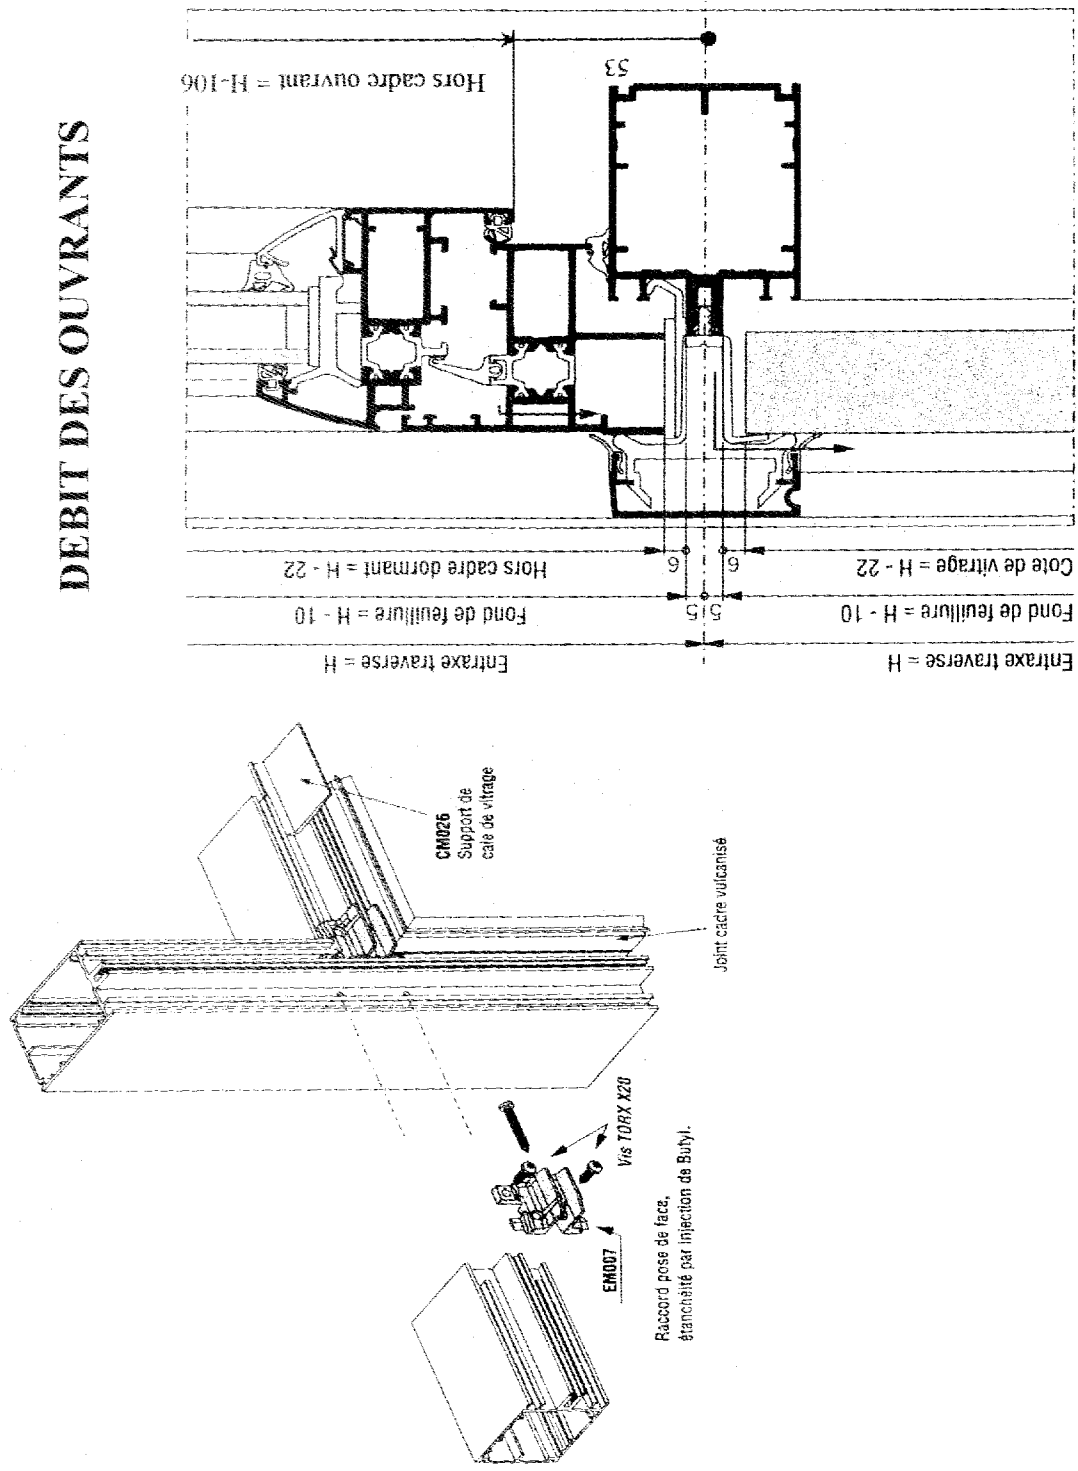 DEBIT DES OUVRANTS
Hors cadre ouvrant = H-106
53
6
6
Hors cadre dormant = H - 22
Cote de vitrage = H - 22
5
5
Fond de feuillure = H - 10
Fond de feuillure = H - 10
Entraxe traverse = H
Entraxe traverse = H
CM026
Support de
cale de vitrage
Joint cadre vulcanisé
Vis TORX X20
EM007
Raccord pose de face,
étanchéité par injection de Butyl.